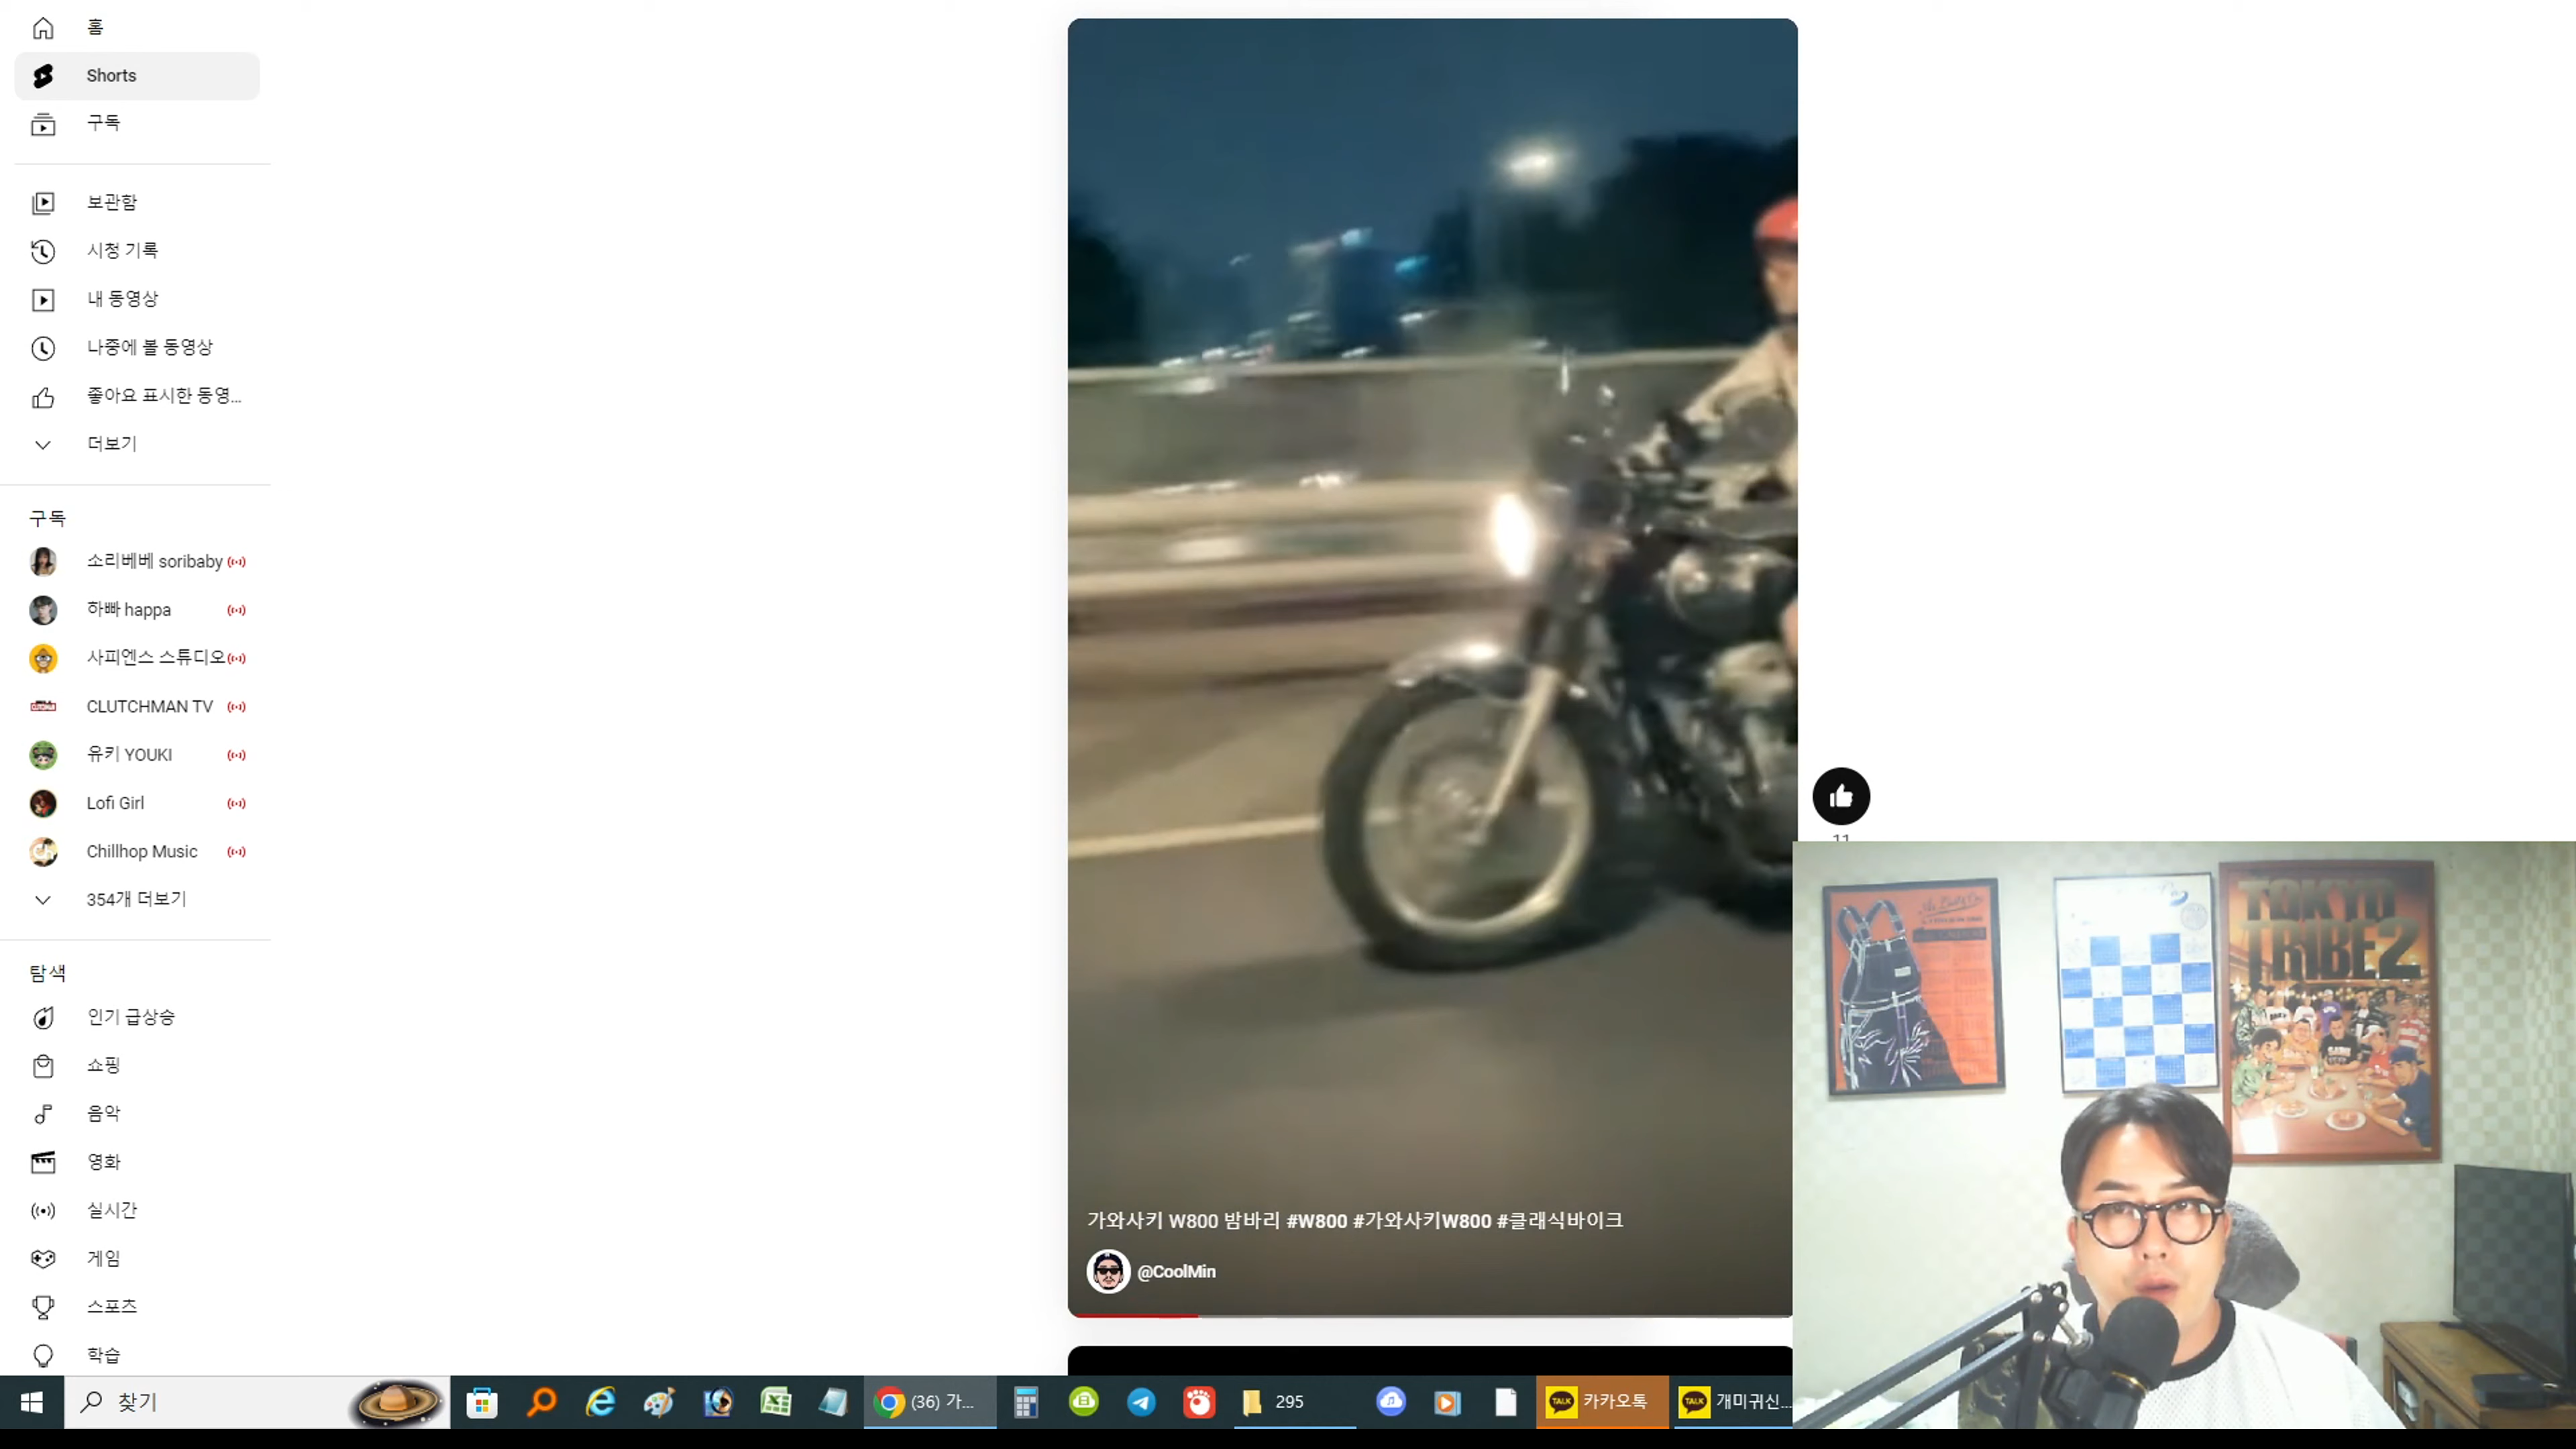 홈
Shorts
구독
보관함
시청 기록
내 동영상
나중에 볼 동영상
좋아요 표시한 동영...
더보기
구독
소리베베 soribaby
하빠 happa
사피엔스 스튜디오
CLUTCHMAN TV
유키 YOUKI
Lofi Girl
Chillhop Music
354개 더보기
탐색
인기 급상승
쇼핑
음악
영화
실시간
게임
스포츠
학습
가와사키 W800 밤바리 #W800 #가와사키W800 #클래식바이크
@CoolMin
11
TOKYO
TRIBE2
찾기
(36) 가...
295
TALK
카카오톡
TALK
개미귀신...